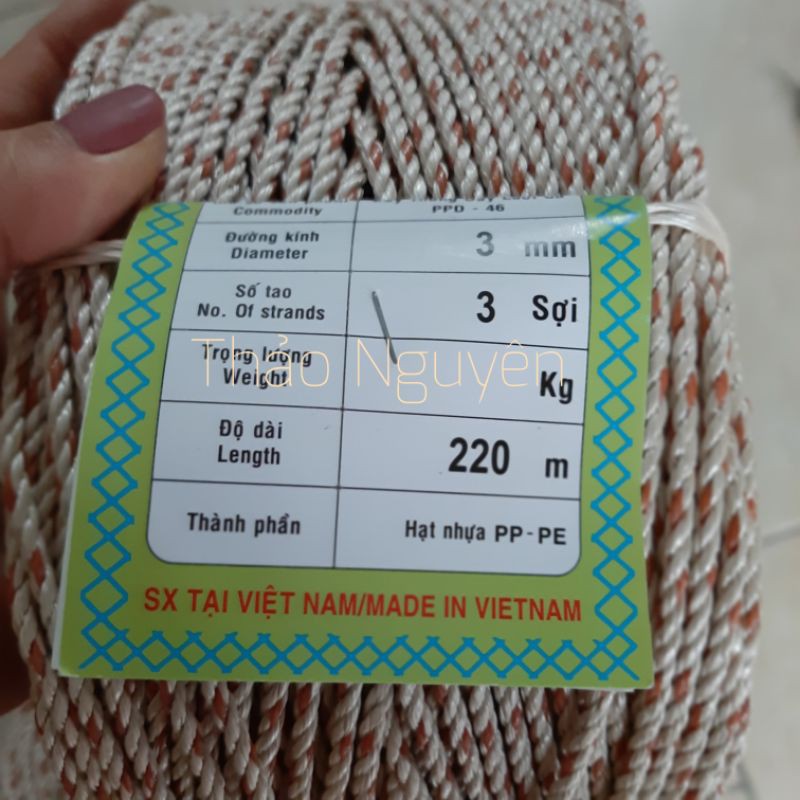 Commodity PPD - 46
Đường kính
Diameter
3 mm
Số tao
No. Of strands
3 Sợi
Trọng lượng
Weight
Kg
Thảo Nguyên
Độ dài
Length
220 m
Thành phần
Hạt nhựa PP-PE
SX TẠI VIỆT NAM/MADE IN VIETNAM